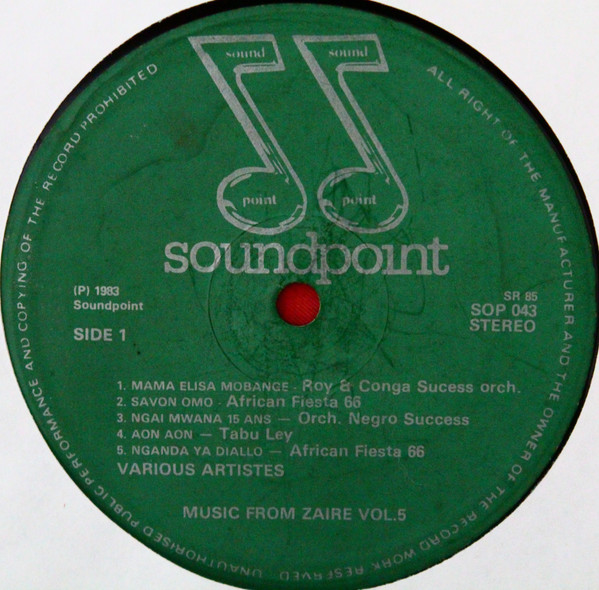 sound sound
point point
soundpoint
(P) 1983
Soundpoint
SIDE 1
SR 85
SOP 043
STEREO
1. MAMA ELISA MOBANGE - Roy & Conga Sucess orch.
2. SAVON OMO - African Fiesta 66
3. NGAI MWANA 15 ANS — Orch. Negro Success
4. AON AON — Tabu Ley
5. NGANDA YA DIALLO — African Fiesta 66
VARIOUS ARTISTES
MUSIC FROM ZAIRE VOL.5
ALL RIGHT OF THE MANUFACTURER AND THE OWNER OF THE RECORD WORK RESERVED UNAUTHORISED PUBLIC PERFORMANCE AND COPYING OF THE RECORD PROHIBITED